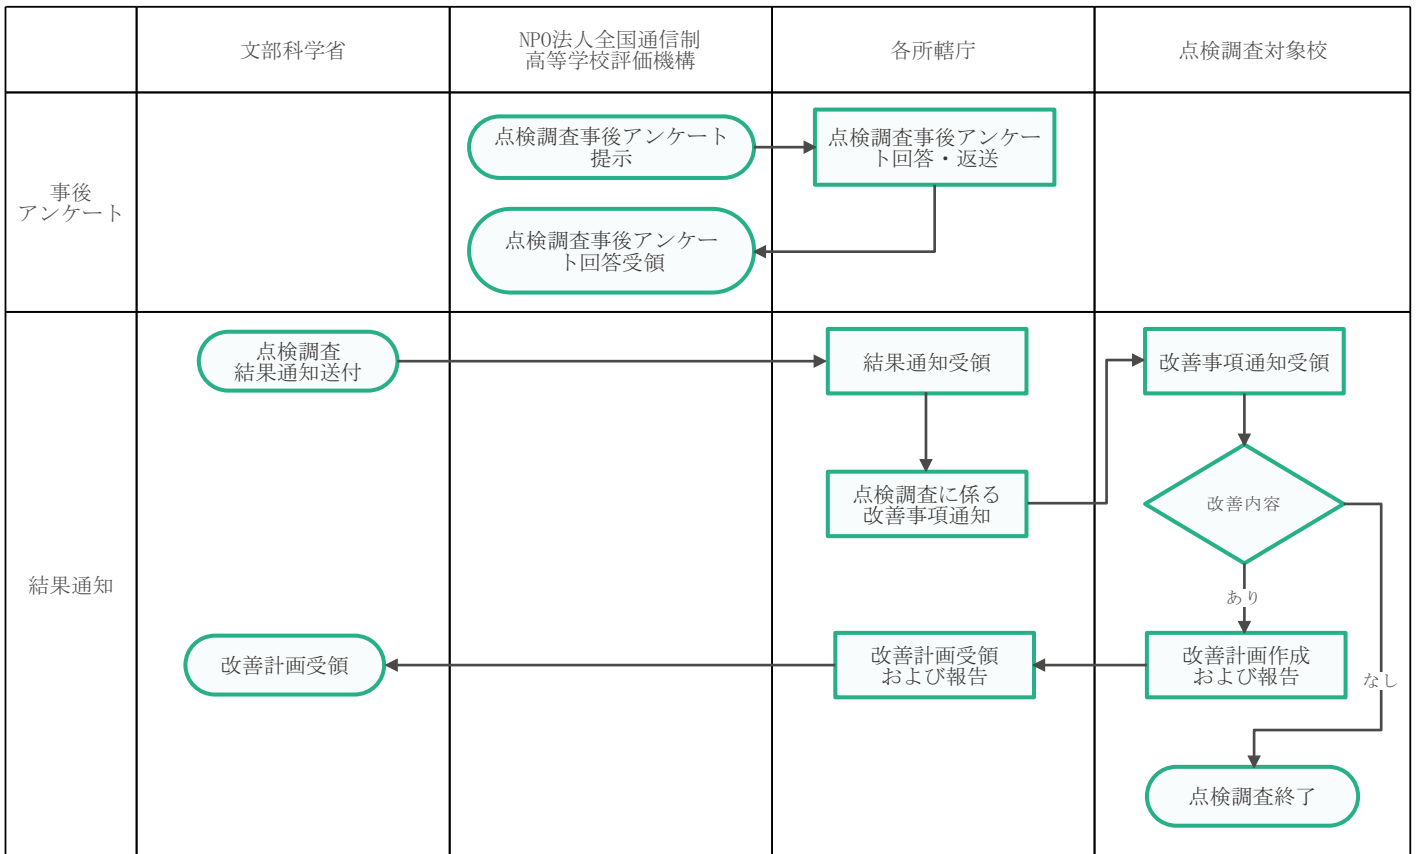 文部科学省
NPO法人全国通信制
高等学校評価機構
各所轄庁
点検調査対象校
事後
アンケート
点検調査事後アンケート
提示
点検調査事後アンケー
ト回答・返送
点検調査事後アンケー
ト回答受領
結果通知
点検調査
結果通知送付
結果通知受領
改善事項通知受領
点検調査に係る
改善事項通知
改善内容
あり
なし
改善計画受領
改善計画受領
および報告
改善計画作成
および報告
点検調査終了